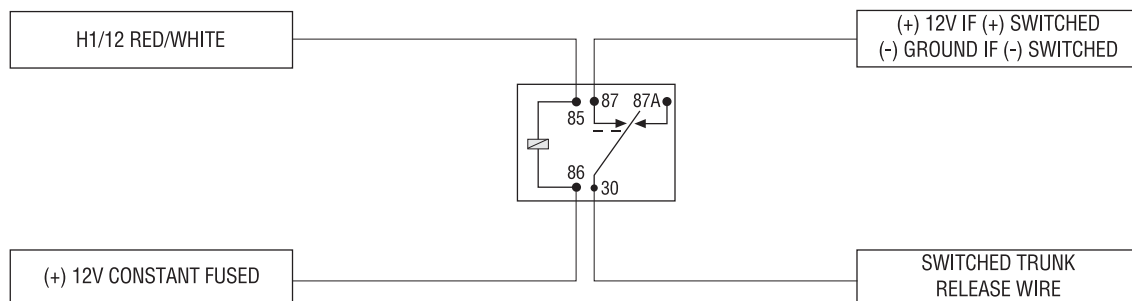 H1/12 RED/WHITE
(+) 12V IF (+) SWITCHED
(-) GROUND IF (-) SWITCHED
87
87A
85
86
30
(+) 12V CONSTANT FUSED
SWITCHED TRUNK
RELEASE WIRE